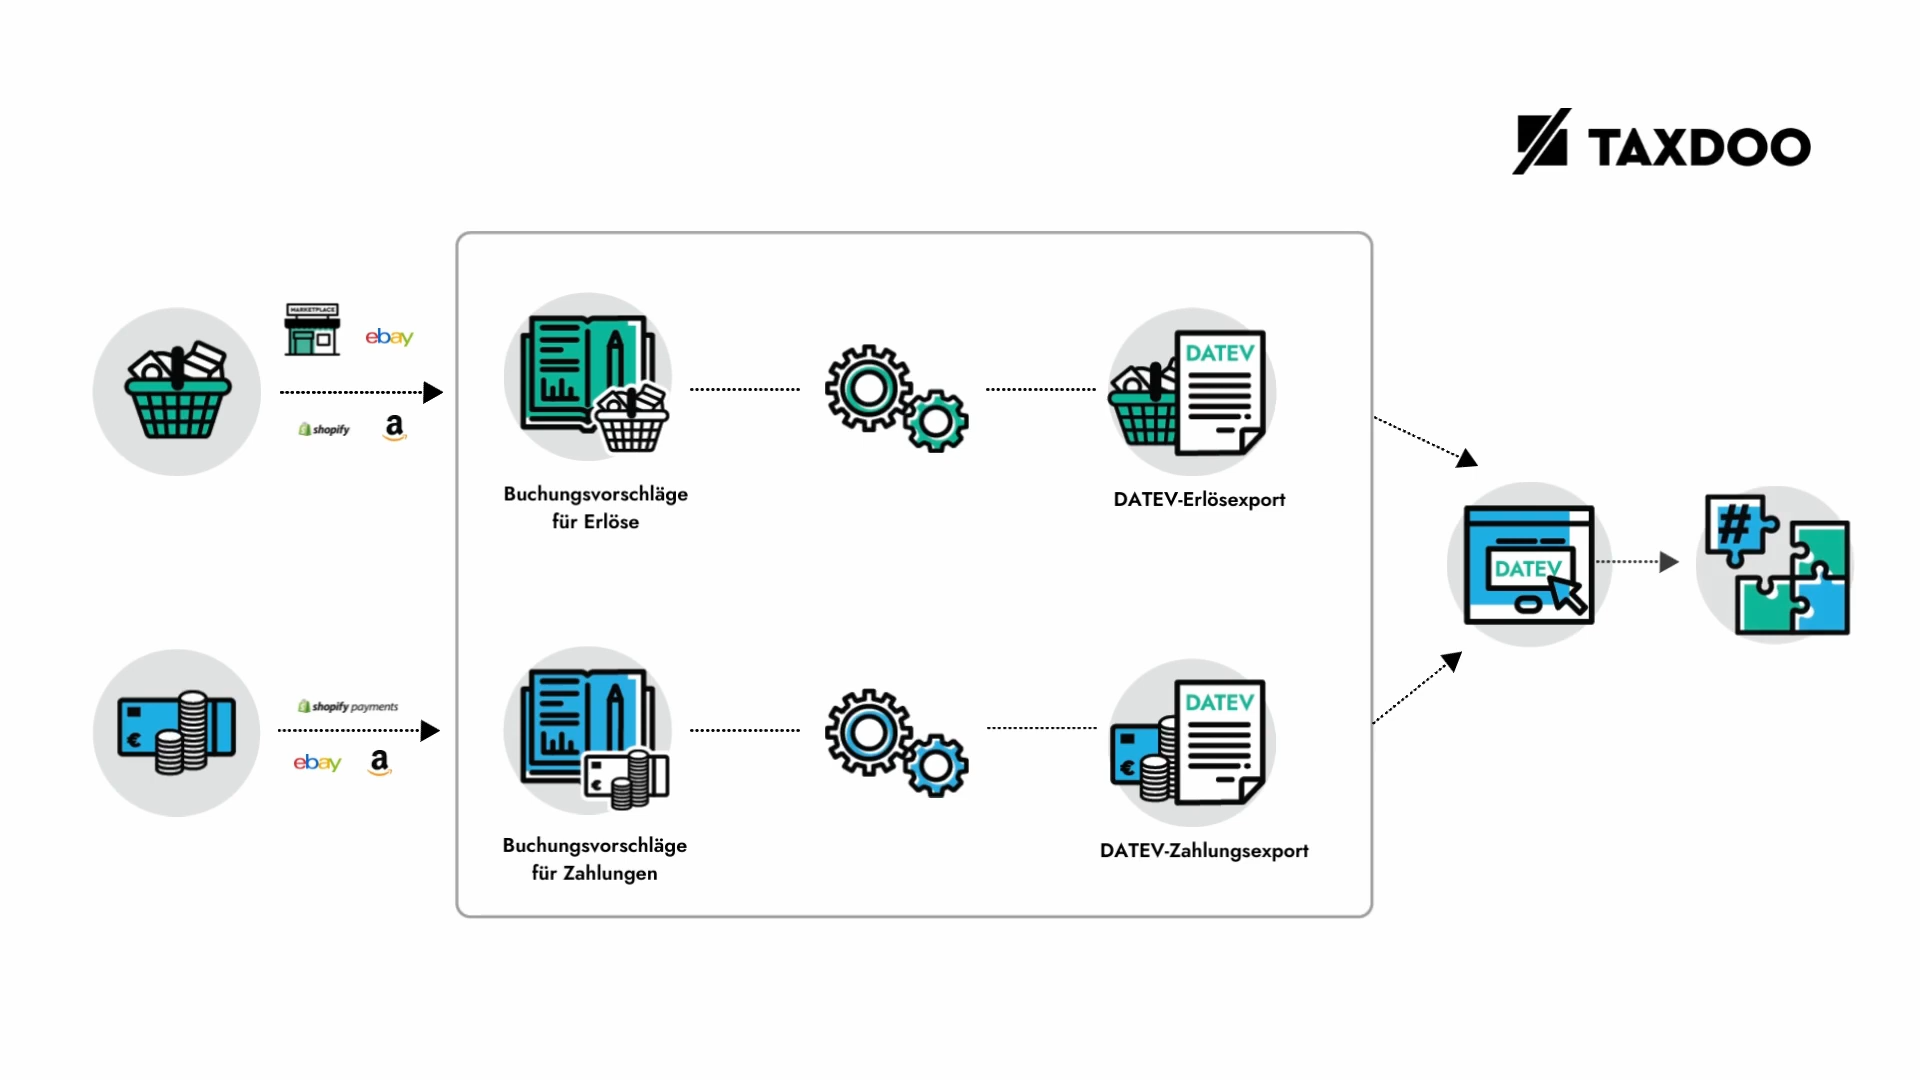 TAXDOO
MARKETPLACE
ebay
shopify
a
Buchungsvorschläge
für Erlöse
DATEV
DATEV-Erlösexport
DATEV
#
shopify payments
ebay
a
€
€
Buchungsvorschläge
für Zahlungen
DATEV
€
DATEV-Zahlungsexport